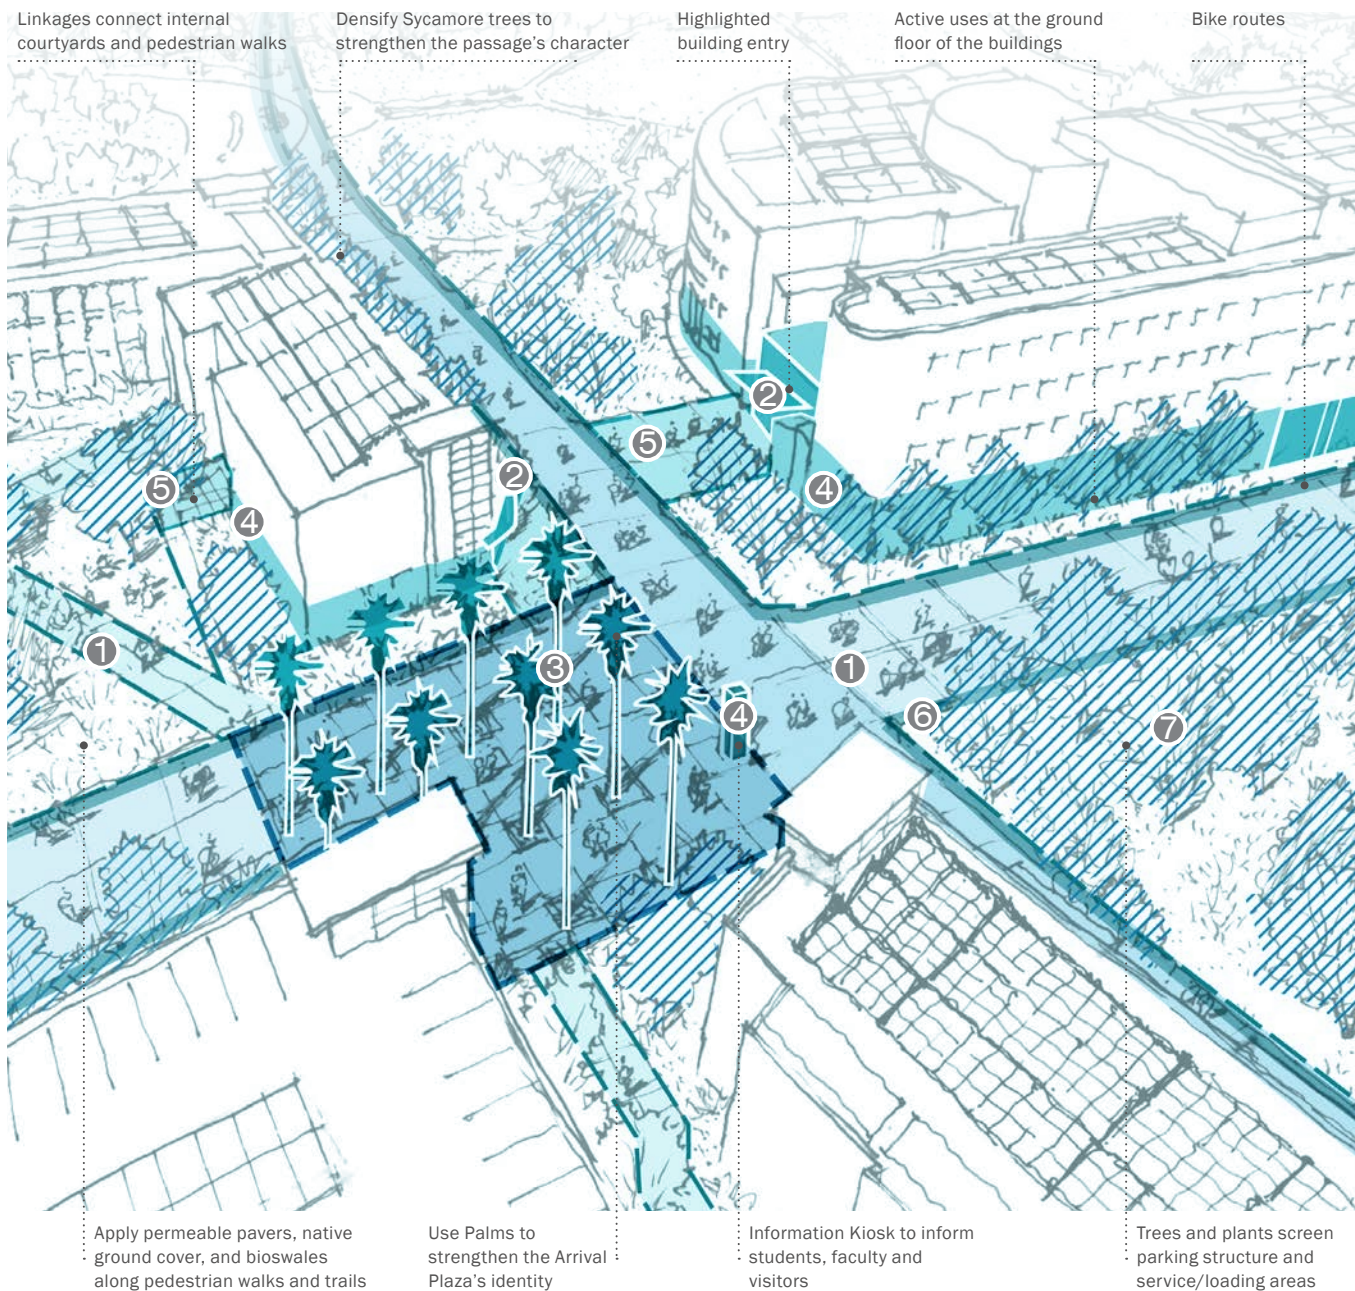 Linkages connect internal
courtyards and pedestrian walks
Densify Sycamore trees to
strengthen the passage's character
Highlighted
building entry
Active uses at the ground
floor of the buildings
Bike routes
2
5
2
5
4
4
1
3
1
4
6
7
Apply permeable pavers, native
ground cover, and bioswales
along pedestrian walks and trails
Use Palms to
strengthen the Arrival
Plaza's identity
Information Kiosk to inform
students, faculty and
visitors
Trees and plants screen
parking structure and
service/loading areas